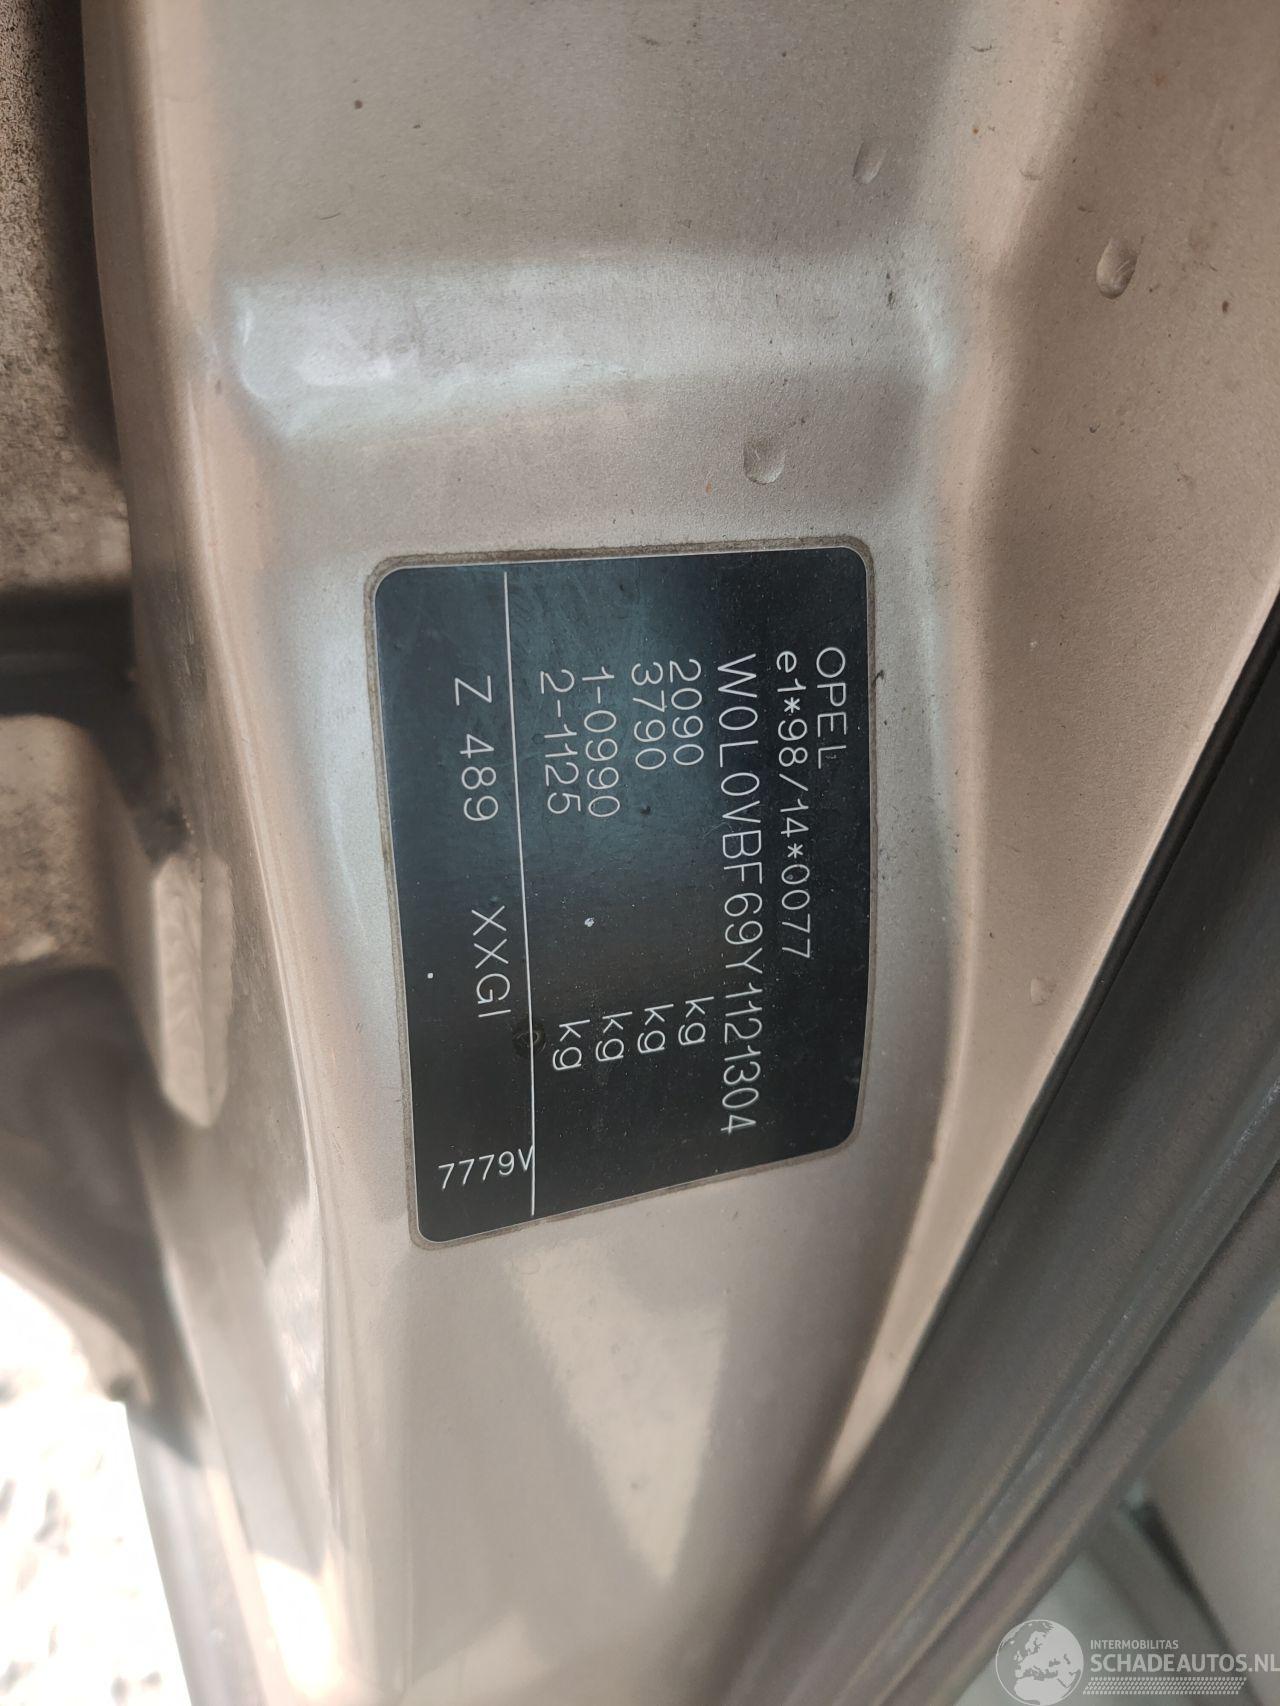 OPEL
e1*98/14*0077
W0L0VBF69Y1121304
2090 kg
3790 kg
1-0990 kg
2-1125 kg
Z 489 XXGI 7779V
INTERMOBILITAS
SCHADEAUTOS.NL